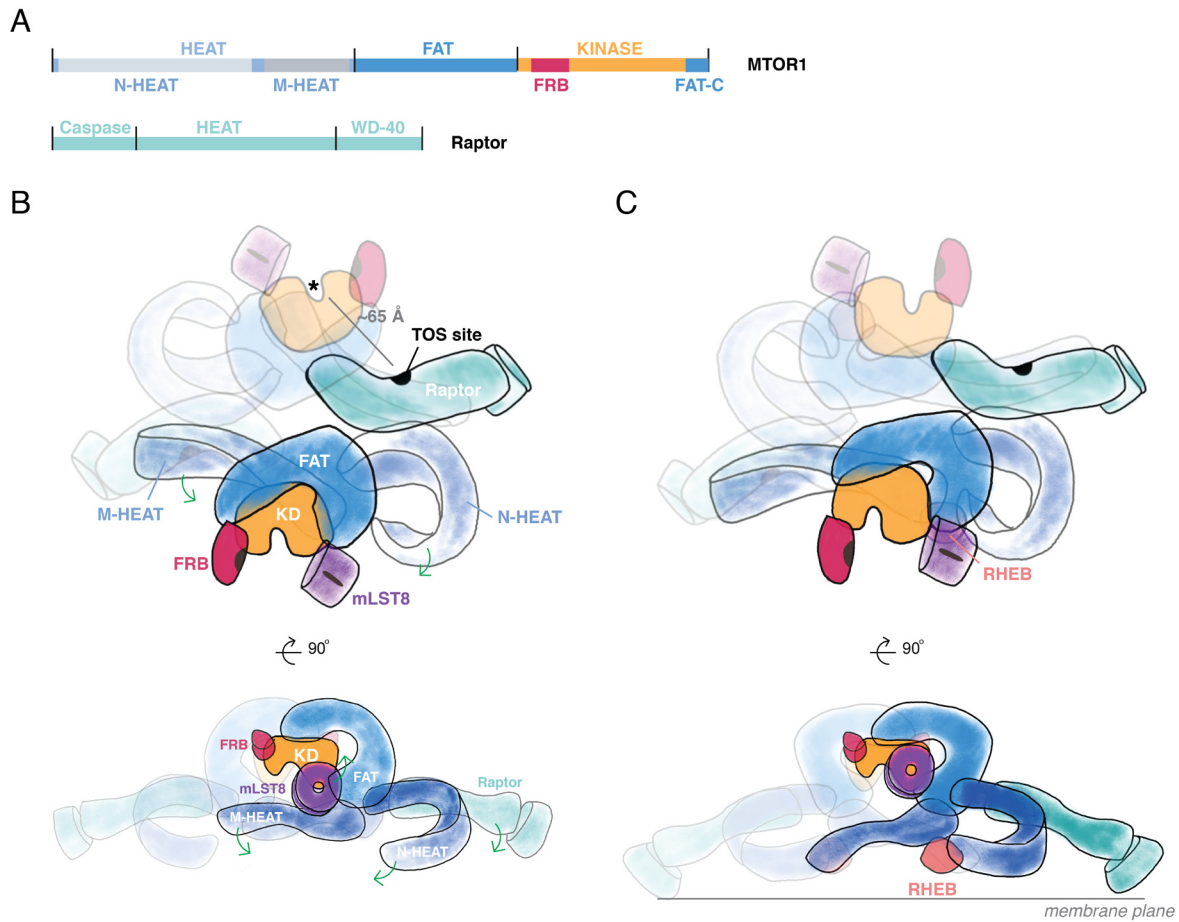 A
HEAT FAT KINASE
MTOR1
N-HEAT M-HEAT FRB FAT-C
Caspase HEAT WD-40
Raptor
B
C
*
~65 Å
TOS site
Raptor
FAT
M-HEAT
KD
N-HEAT
FRB
mLST8
RHEB
90°
90°
FRB
KD
mLST8
FAT
Raptor
M-HEAT
N-HEAT
RHEB
membrane plane